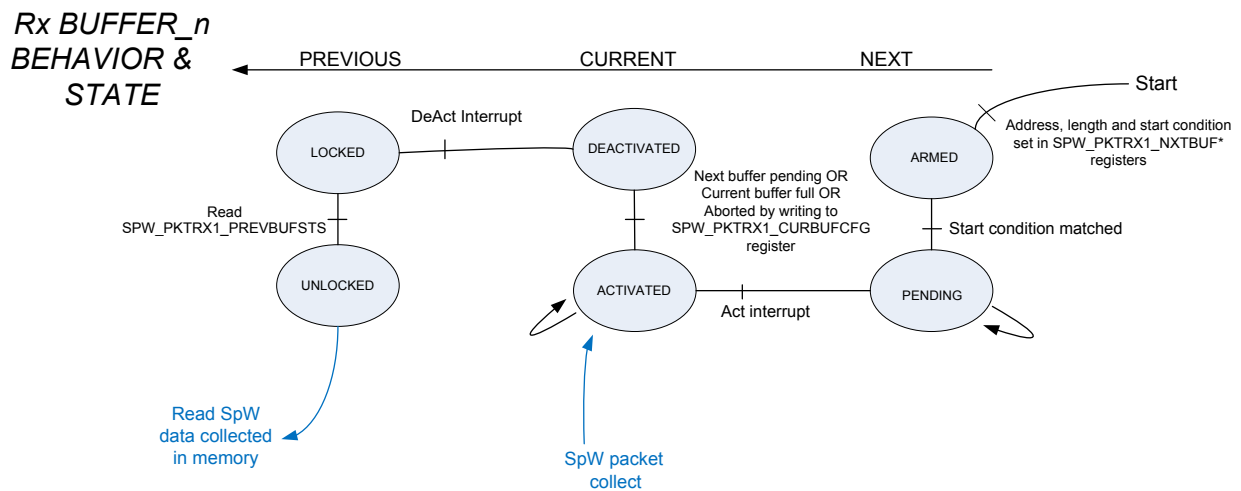 Rx BUFFER_n
BEHAVIOR &
STATE
PREVIOUS
CURRENT
NEXT
Start
Address, length and start condition
set in SPW_PKTRX1_NXTBUF*
registers
DeAct Interrupt
LOCKED
DEACTIVATED
ARMED
Next buffer pending OR
Current buffer full OR
Aborted by writing to
SPW_PKTRX1_CURBUFCFG
register
Read
SPW_PKTRX1_PREVBUFSTS
Start condition matched
UNLOCKED
ACTIVATED
PENDING
Act interrupt
Read SpW
data collected
in memory
SpW packet
collect